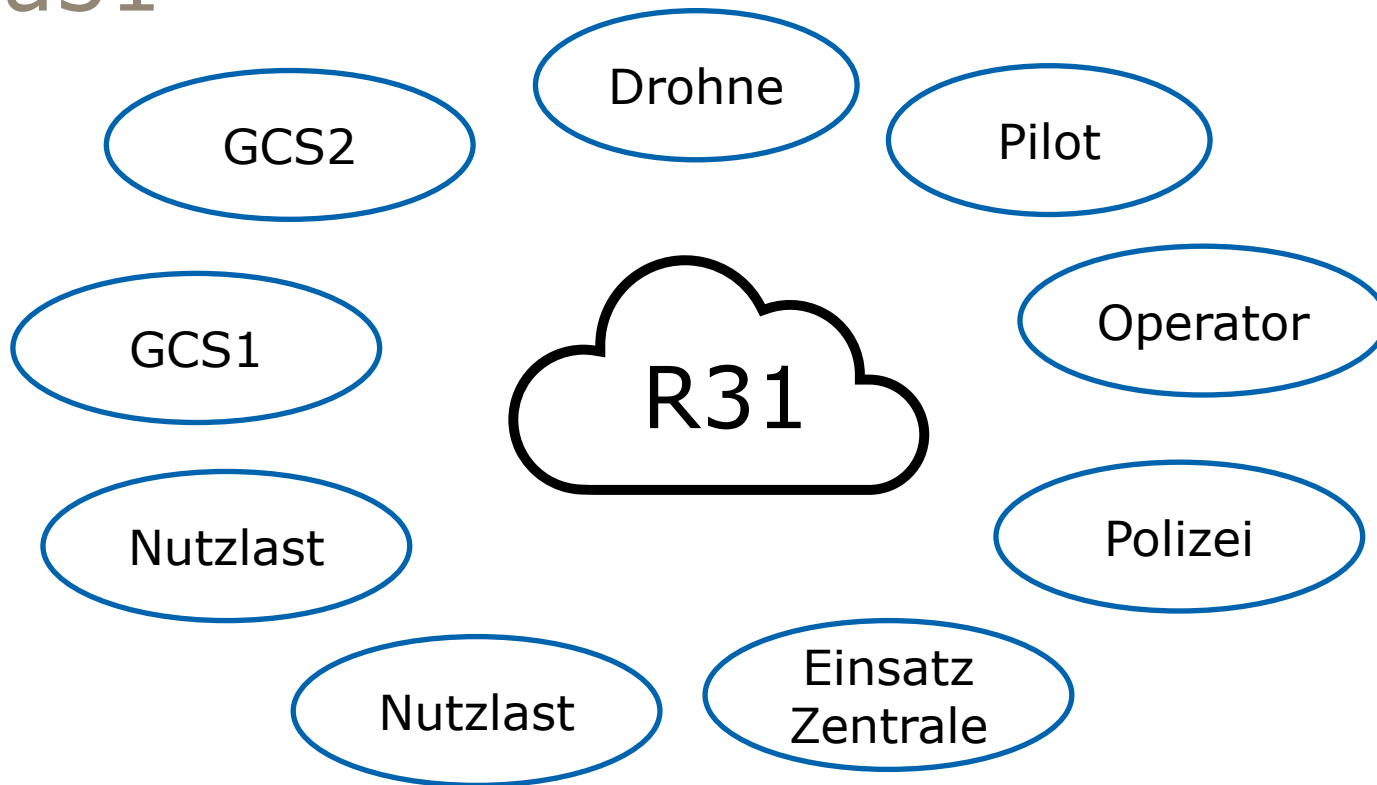 Drohne
Pilot
GCS2
Operator
GCS1
R31
Polizei
Nutzlast
Einsatz
Zentrale
Nutzlast